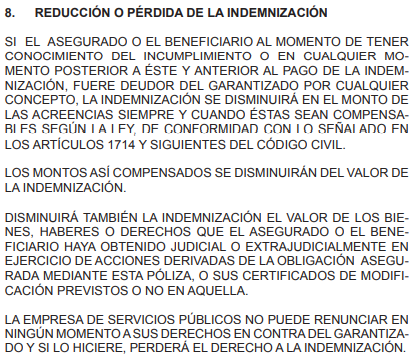 8. REDUCCIÓN O PÉRDIDA DE LA INDEMNIZACIÓN
SI EL ASEGURADO O EL BENEFICIARIO AL MOMENTO DE TENER
CONOCIMIENTO DEL INCUMPLIMIENTO O EN CUALQUIER MO-
MENTO POSTERIOR A ÉSTE Y ANTERIOR AL PAGO DE LA INDEM-
NIZACIÓN, FUERE DEUDOR DEL GARANTIZADO POR CUALQUIER
CONCEPTO, LA INDEMNIZACIÓN SE DISMINUIRÁ EN EL MONTO DE
LAS ACREENCIAS SIEMPRE Y CUANDO ÉSTAS SEAN COMPENSA-
BLES SEGÚN LA LEY, DE CONFORMIDAD CON LO SEÑALADO EN
LOS ARTÍCULOS 1714 Y SIGUIENTES DEL CÓDIGO CIVIL.
LOS MONTOS ASÍ COMPENSADOS SE DISMINUIRÁN DEL VALOR DE
LA INDEMNIZACIÓN.
DISMINUIRÁ TAMBIÉN LA INDEMNIZACIÓN EL VALOR DE LOS BIE-
NES, HABERES O DERECHOS QUE EL ASEGURADO O EL BENE-
FICIARIO HAYA OBTENIDO JUDICIAL O EXTRAJUDICIALMENTE EN
EJERCICIO DE ACCIONES DERIVADAS DE LA OBLIGACIÓN ASEGU-
RADA MEDIANTE ESTA PÓLIZA, O SUS CERTIFICADOS DE MODIFI-
CACIÓN PREVISTOS O NO EN AQUELLA.
LA EMPRESA DE SERVICIOS PÚBLICOS NO PUEDE RENUNCIAR EN
NINGÚN MOMENTO A SUS DERECHOS EN CONTRA DEL GARANTIZA-
DO Y SI LO HICIERE, PERDERÁ EL DERECHO A LA INDEMNIZACIÓN.